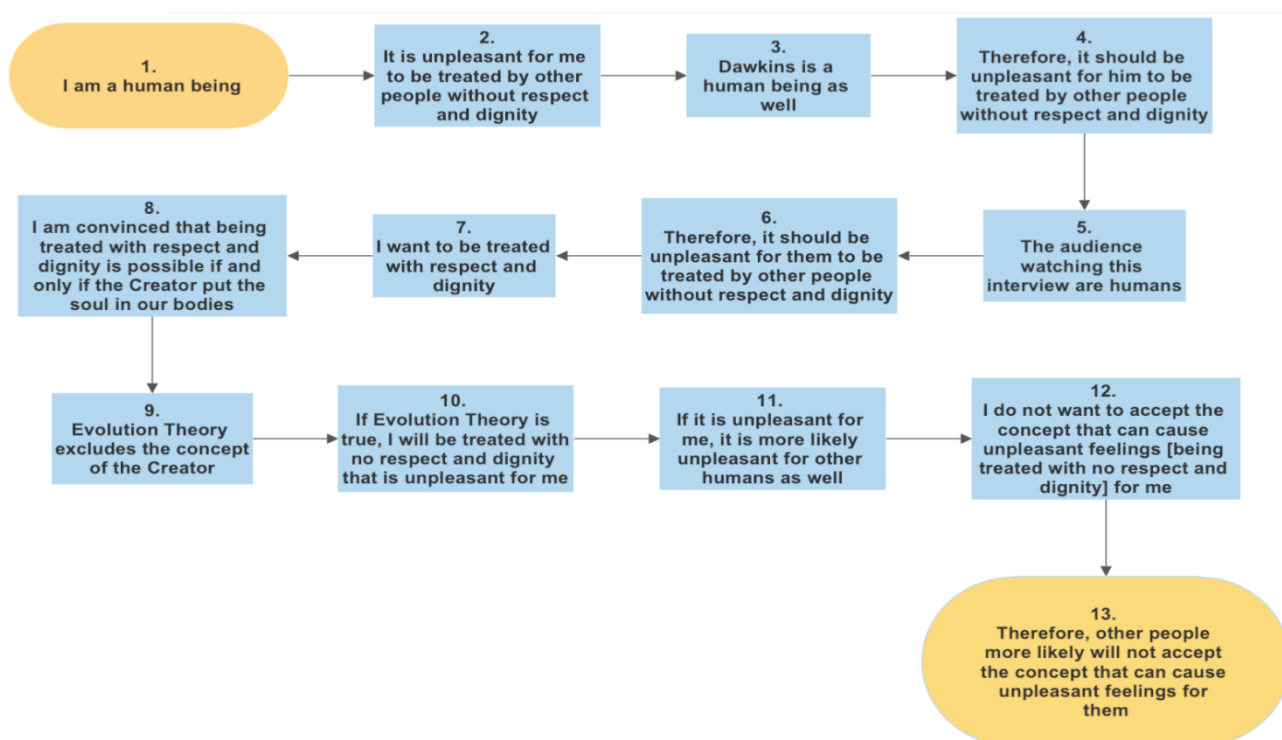 1.
I am a human being
2.
It is unpleasant for me
to be treated by other
people without respect
and dignity
3.
Dawkins is a
human being as
well
4.
Therefore, it should be
unpleasant for him to be
treated by other people
without respect and dignity
5.
The audience
watching this
interview are humans
6.
Therefore, it should be
unpleasant for them to be
treated by other people
without respect and dignity
7.
I want to be treated
with respect and
dignity
8.
I am convinced that being
treated with respect and
dignity is possible if and
only if the Creator put the
soul in our bodies
9.
Evolution Theory
excludes the concept
of the Creator
10.
If Evolution Theory is
true, I will be treated with
no respect and dignity
that is unpleasant for me
11.
If it is unpleasant for
me, it is more likely
unpleasant for other
humans as well
12.
I do not want to accept the
concept that can cause
unpleasant feelings [being
treated with no respect and
dignity] for me
13.
Therefore, other people
more likely will not accept
the concept that can cause
unpleasant feelings for
them